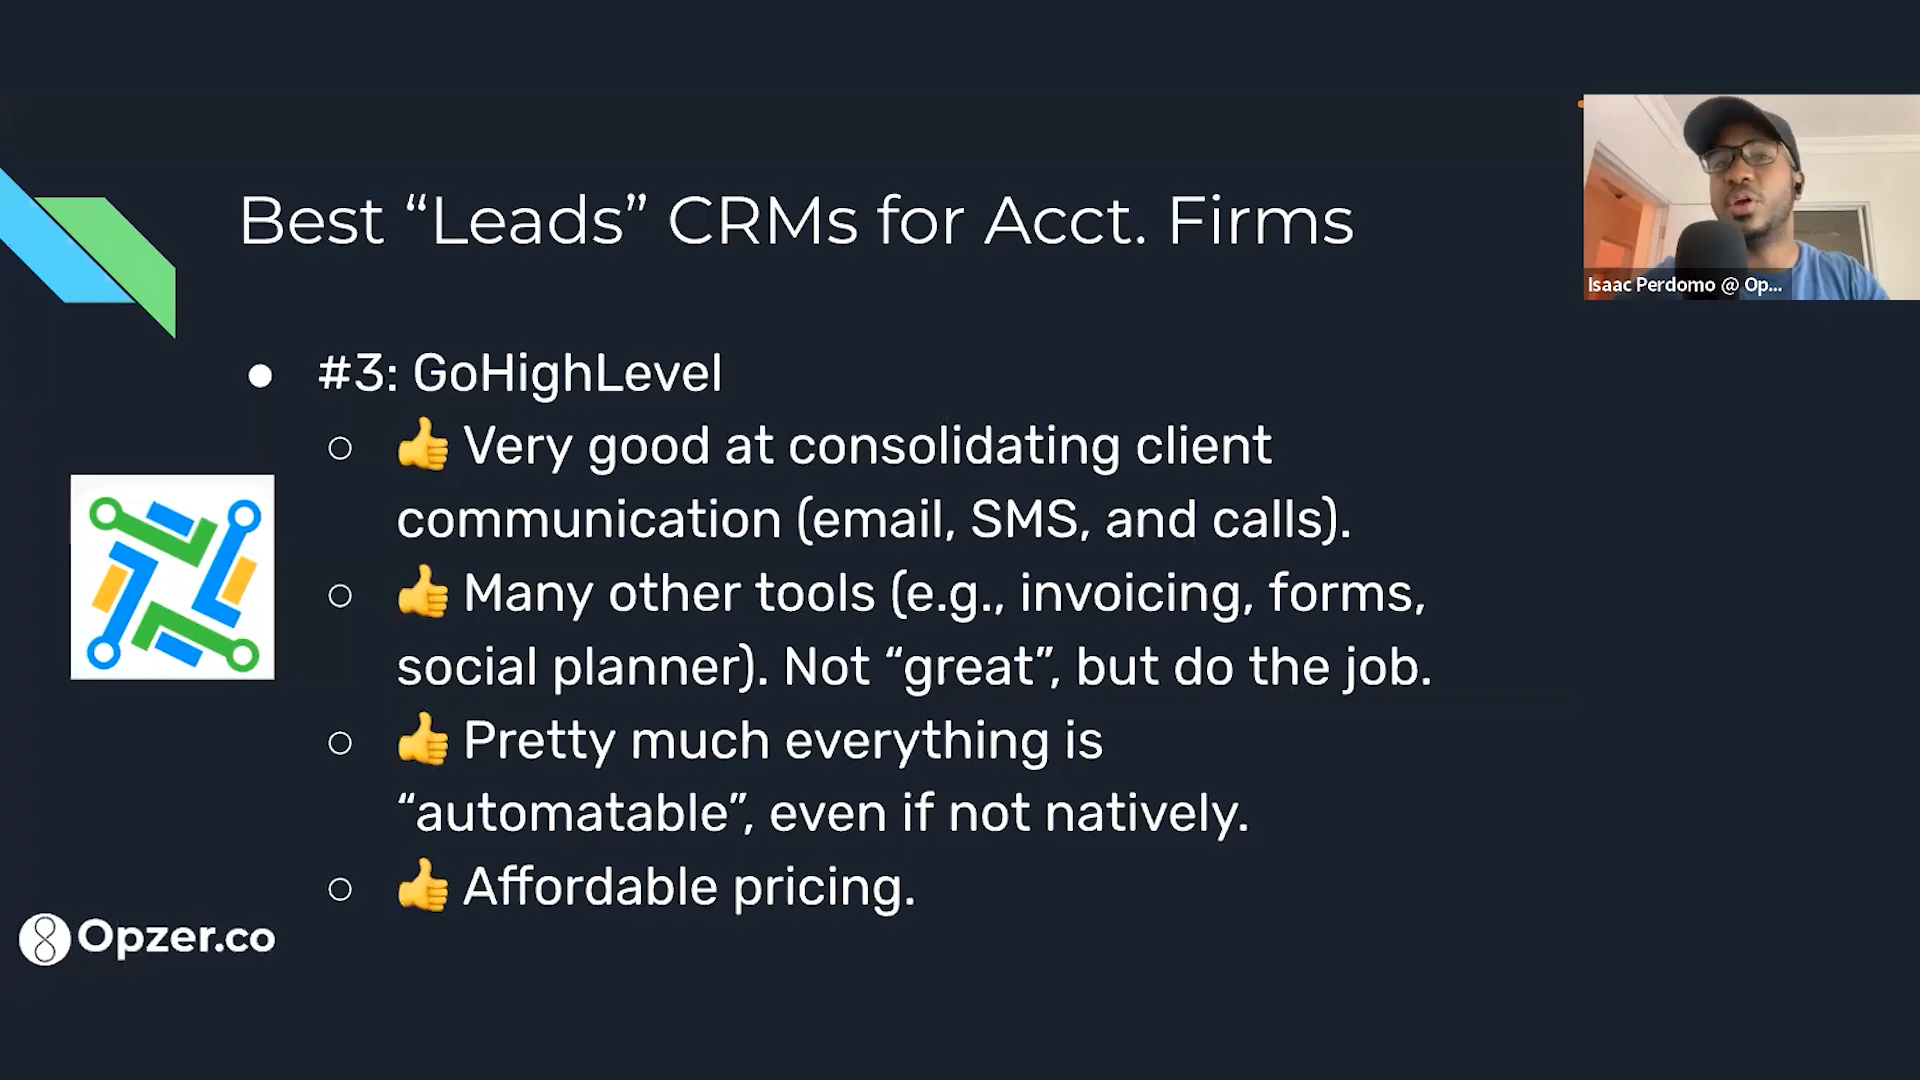 Best “Leads” CRMs for Acct. Firms
Isaac Perdomo @ Op...
● #3: GoHighLevel
○ 👍 Very good at consolidating client
communication (email, SMS, and calls).
○ 👍 Many other tools (e.g., invoicing, forms,
social planner). Not “great”, but do the job.
○ 👍 Pretty much everything is
“automatable”, even if not natively.
○ 👍 Affordable pricing.
Opzer.co